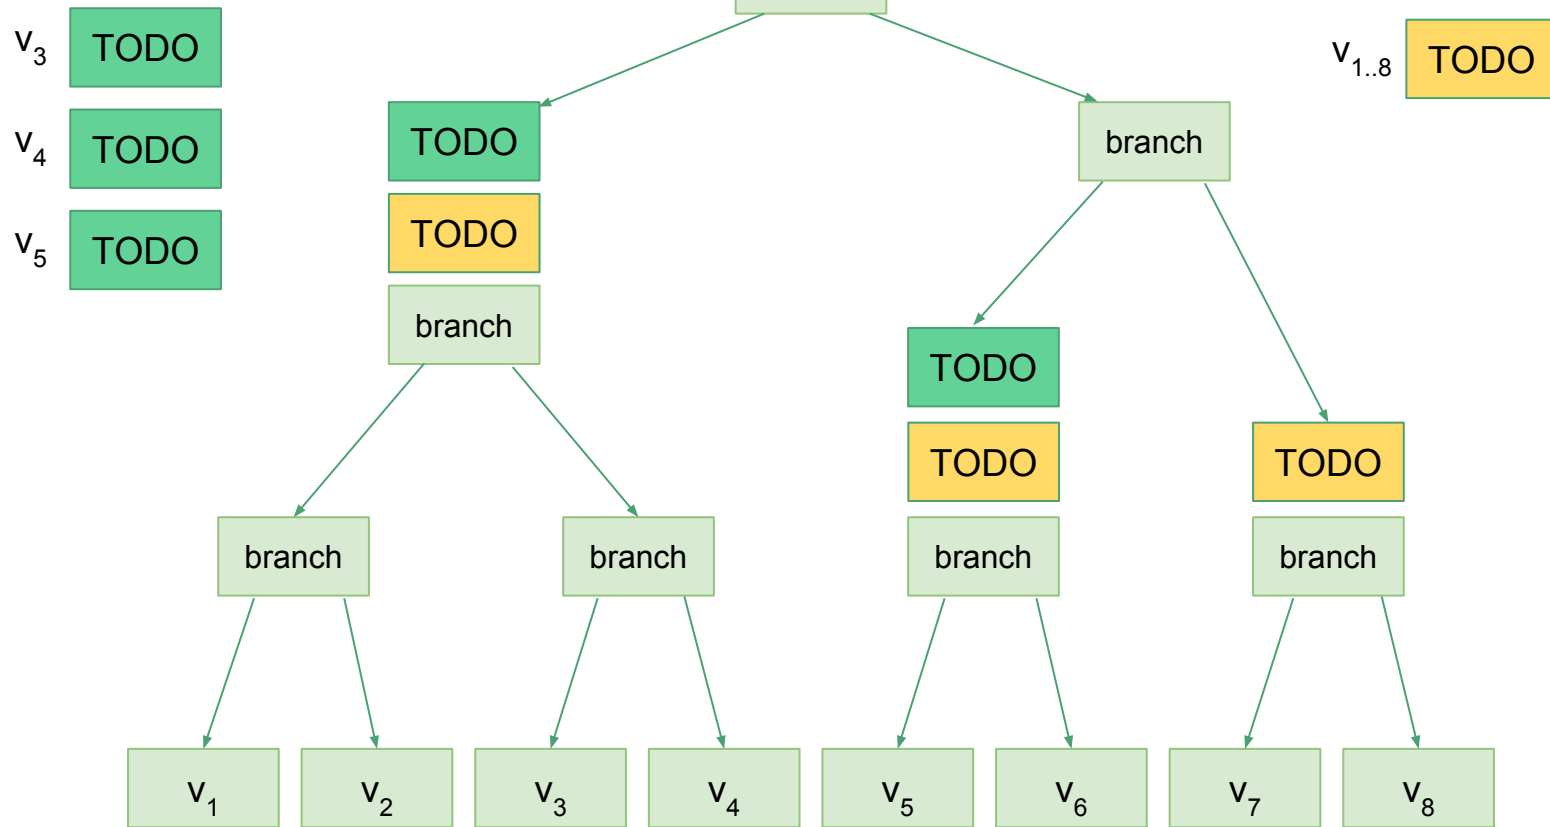 v3 TODO
v1..8 TODO
v4 TODO
v5 TODO
TODO
TODO
branch
branch
TODO
TODO
TODO
branch
branch
branch
branch
v1
v2
v3
v4
v5
v6
v7
v8